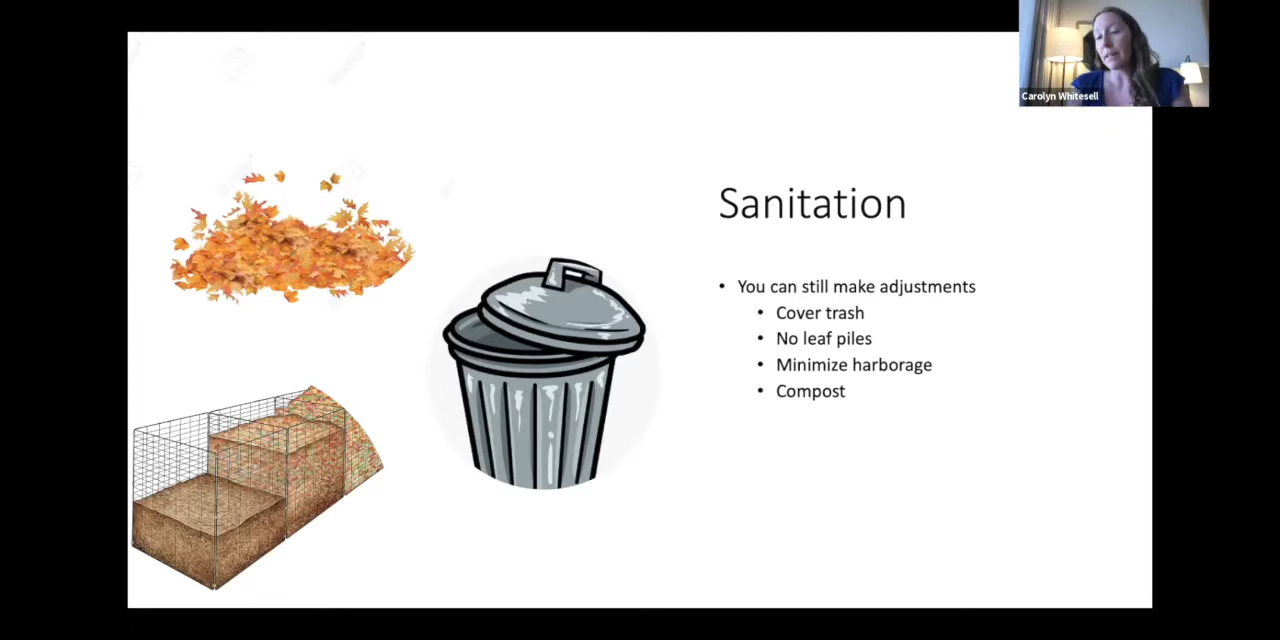 Carolyn Whitesell
Sanitation
• You can still make adjustments
• Cover trash
• No leaf piles
• Minimize harborage
• Compost